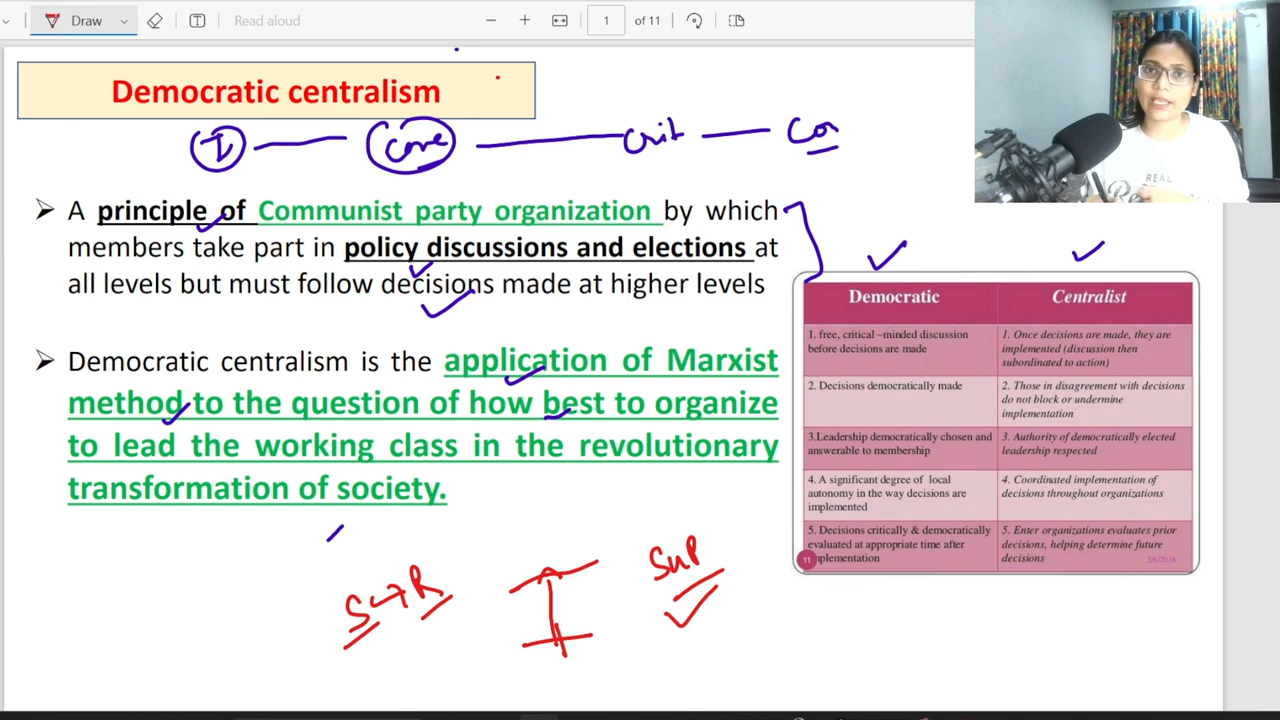 Draw
Read aloud
1 of 11
Democratic centralism
I — Core — Crit — Con
A principle of Communist party organization by which
members take part in policy discussions and elections at
all levels but must follow decisions made at higher levels
Democratic centralism is the application of Marxist
method to the question of how best to organize
to lead the working class in the revolutionary
transformation of society.
S → R
Sup
Democratic
Centralist
1. free, critical –minded discussion
before decisions are made
1. Once decisions are made, they are
implemented (discussion then
subordinated to action)
2. Decisions democratically made
2. Those in disagreement with decisions
do not block or undermine
implementation
3.Leadership democratically chosen and
answerable to membership
3. Authority of democratically elected
leadership respected
4. A significant degree of local
autonomy in the way decisions are
implemented
4. Coordinated implementation of
decisions throughout organizations
5. Decisions critically & democratically
evaluated at appropriate time after
implementation
5. Enter organizations evaluates prior
decisions, helping determine future
decisions
11
REAL